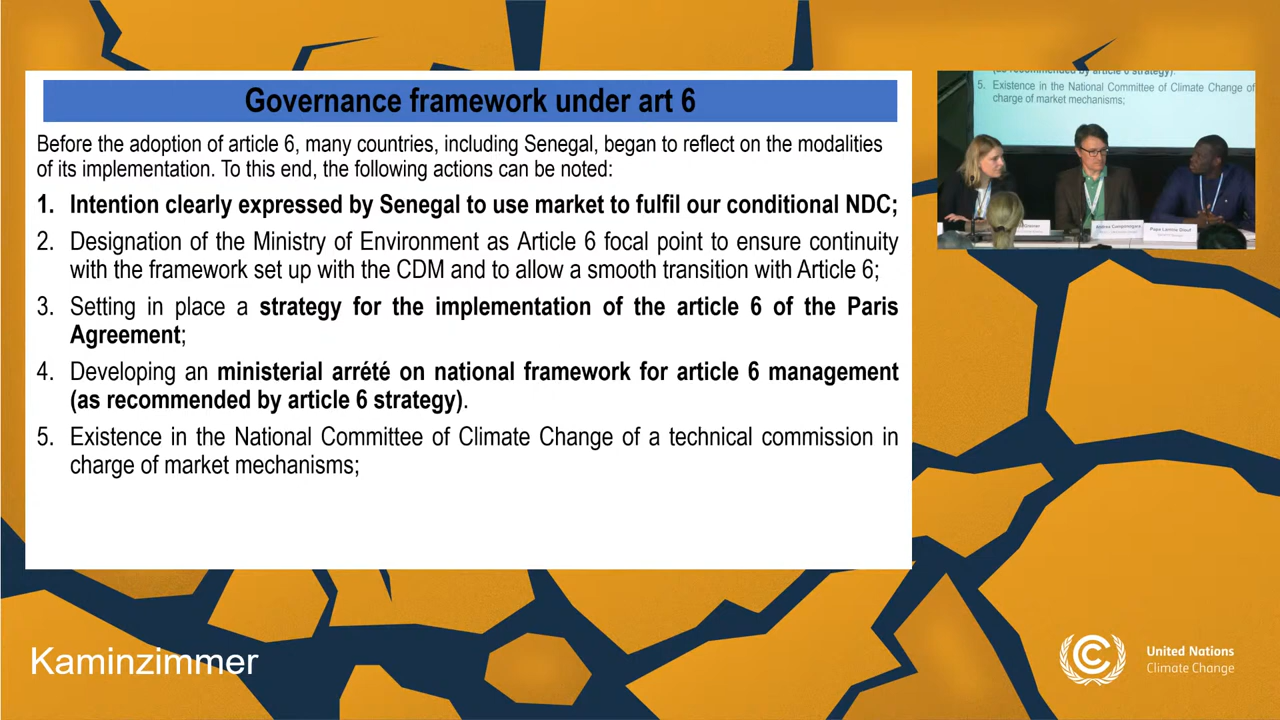 Governance framework under art 6
Before the adoption of article 6, many countries, including Senegal, began to reflect on the modalities
of its implementation. To this end, the following actions can be noted:
1. Intention clearly expressed by Senegal to use market to fulfil our conditional NDC;
2. Designation of the Ministry of Environment as Article 6 focal point to ensure continuity
with the framework set up with the CDM and to allow a smooth transition with Article 6;
3. Setting in place a strategy for the implementation of the article 6 of the Paris
Agreement;
4. Developing an ministerial arrété on national framework for article 6 management
(as recommended by article 6 strategy).
5. Existence in the National Committee of Climate Change of a technical commission in
charge of market mechanisms;
(as recommended by article 6 strategy).
5. Existence in the National Committee of Climate Change of
charge of market mechanisms;
Kaminzimmer
United Nations
Climate Change